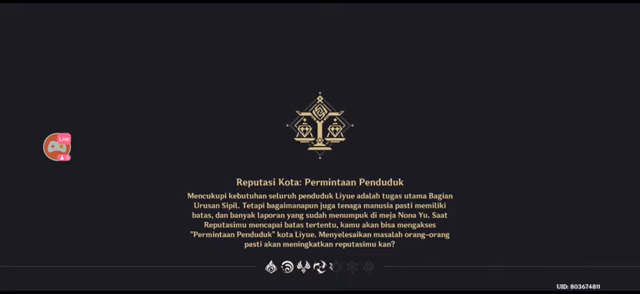 Live
Reputasi Kota: Permintaan Penduduk
Mencukupi kebutuhan seluruh penduduk Liyue adalah tugas utama Bagian
Urusan Sipil. Tetapi bagaimanapun juga tenaga manusia pasti memiliki
batas, dan banyak laporan yang sudah menumpuk di meja Nona Yu. Saat
Reputasimu mencapai batas tertentu, kamu akan bisa mengakses
"Permintaan Penduduk" kota Liyue. Menyelesaikan masalah orang-orang
pasti akan meningkatkan reputasimu kan?
UID: 803674811